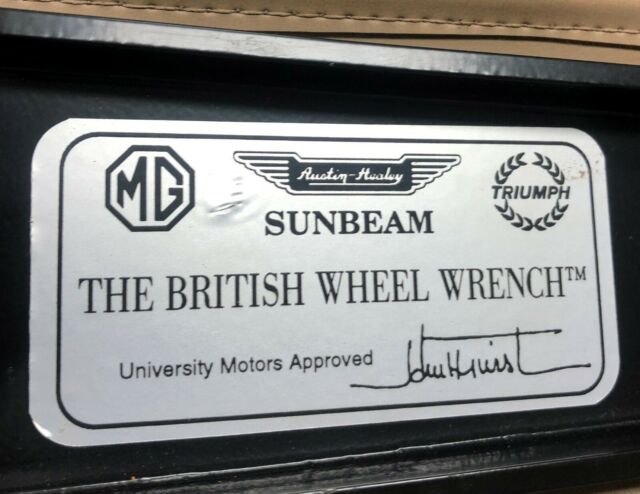 MG
Austin-Healey
TRIUMPH
SUNBEAM
THE BRITISH WHEEL WRENCH™
University Motors Approved